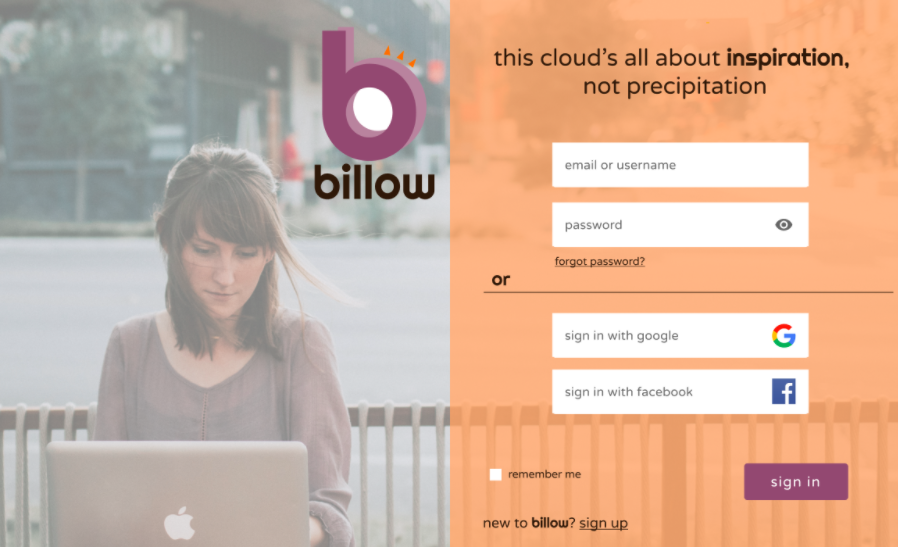 billow
this cloud's all about inspiration,
not precipitation
email or username
password
forgot password?
or
sign in with google
sign in with facebook
remember me
sign in
new to billow? sign up